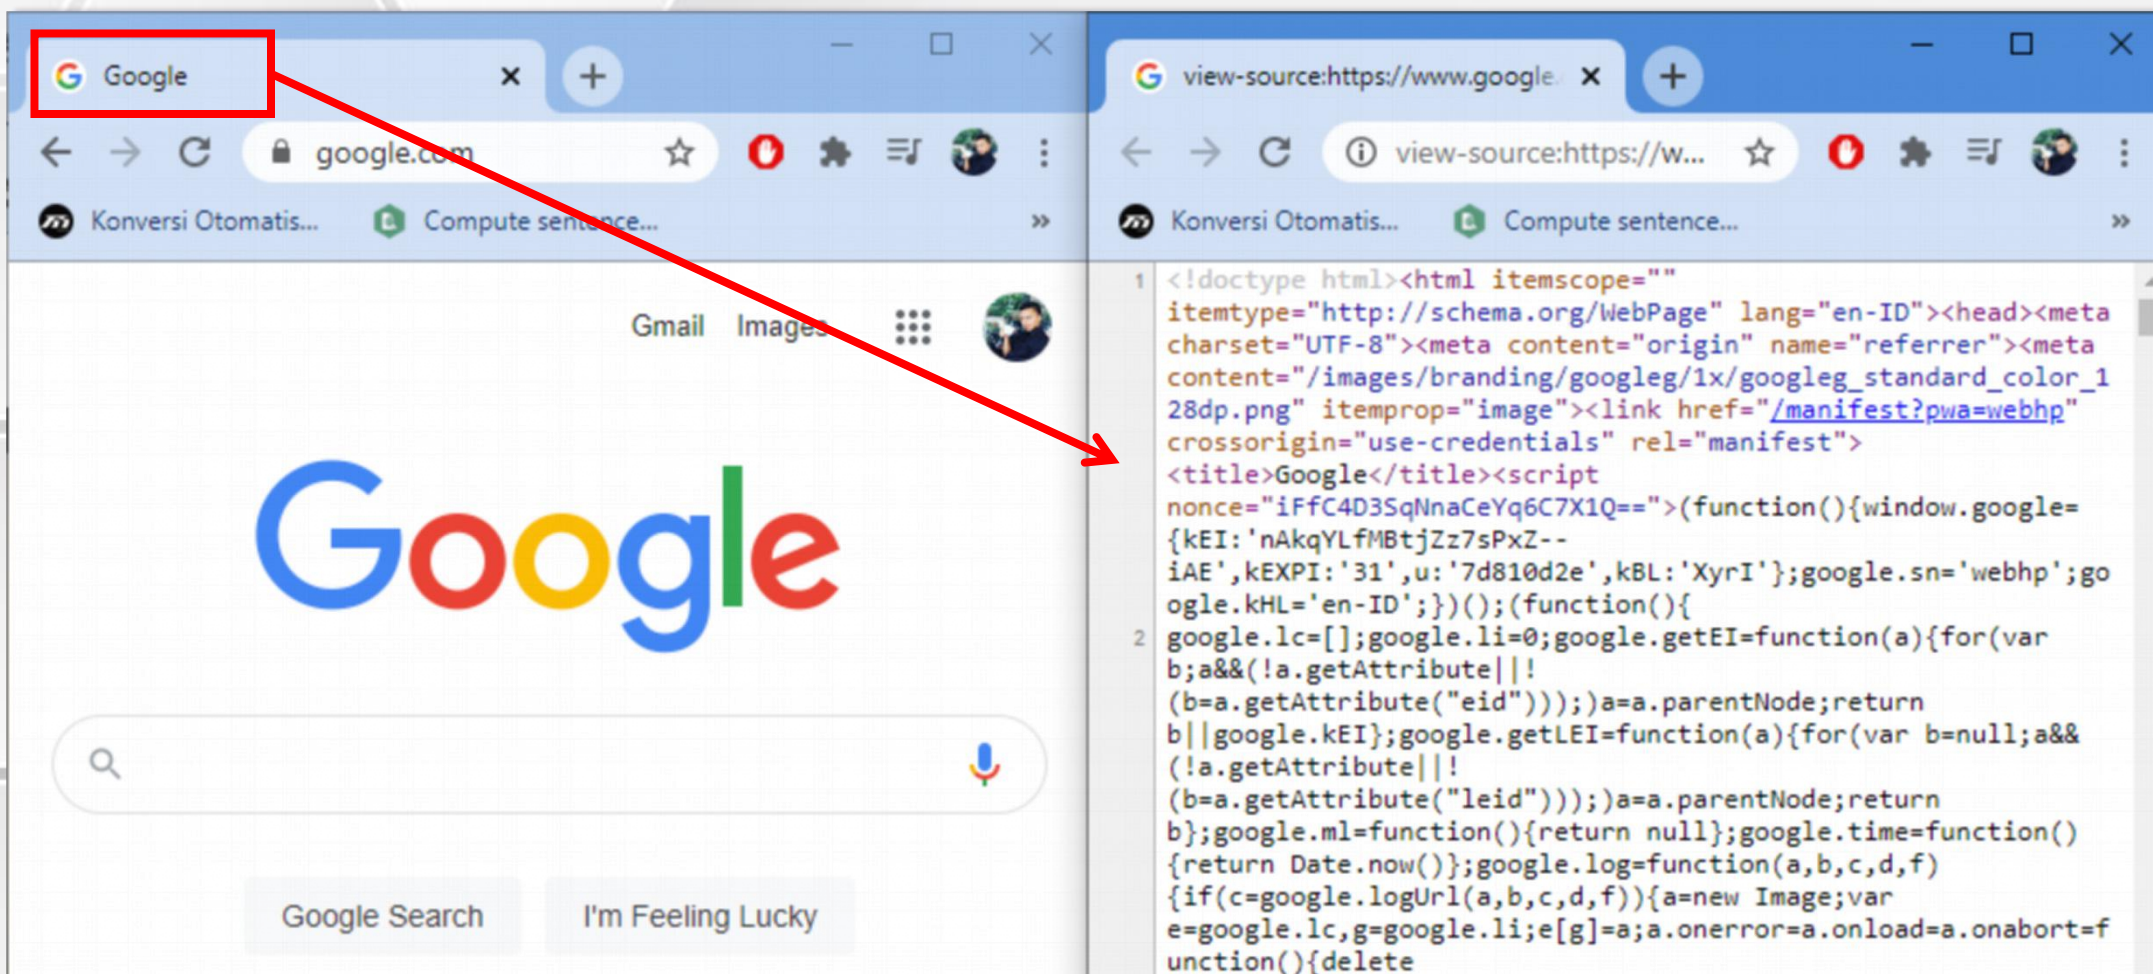 Google
google.com
Konversi Otomatis...
Compute sentence...
Gmail
Images
Google
Google Search
I'm Feeling Lucky
view-source:https://www.google.
view-source:https://w...
Konversi Otomatis...
Compute sentence...
1
<!doctype html><html itemscope=""
itemtype="http://schema.org/WebPage" lang="en-ID"><head><meta
charset="UTF-8"><meta content="origin" name="referrer"><meta
content="/images/branding/googleg/1x/googleg_standard_color_1
28dp.png" itemprop="image"><link href="/manifest?pwa=webhp"
crossorigin="use-credentials" rel="manifest">
<title>Google</title><script
nonce="iFfC4D3SqNnaCeYq6C7X1Q==">(function(){window.google=
{kEI:'nAkqYLfMBtjZz7sPxZ--
iAE',kEXPI:'31',u:'7d810d2e',kBL:'XyrI'};google.sn='webhp';go
ogle.kHL='en-ID';})();(function(){
2
google.lc=[];google.li=0;google.getEI=function(a){for(var
b;a&&(!a.getAttribute||!
(b=a.getAttribute("eid")));)a=a.parentNode;return
b||google.kEI};google.getLEI=function(a){for(var b=null;a&&
(!a.getAttribute||!
(b=a.getAttribute("leid")));)a=a.parentNode;return
b};google.ml=function(){return null};google.time=function()
{return Date.now()};google.log=function(a,b,c,d,f)
{if(c=google.logUrl(a,b,c,d,f)){a=new Image;var
e=google.lc,g=google.li;e[g]=a;a.onerror=a.onload=a.onabort=f
unction(){delete